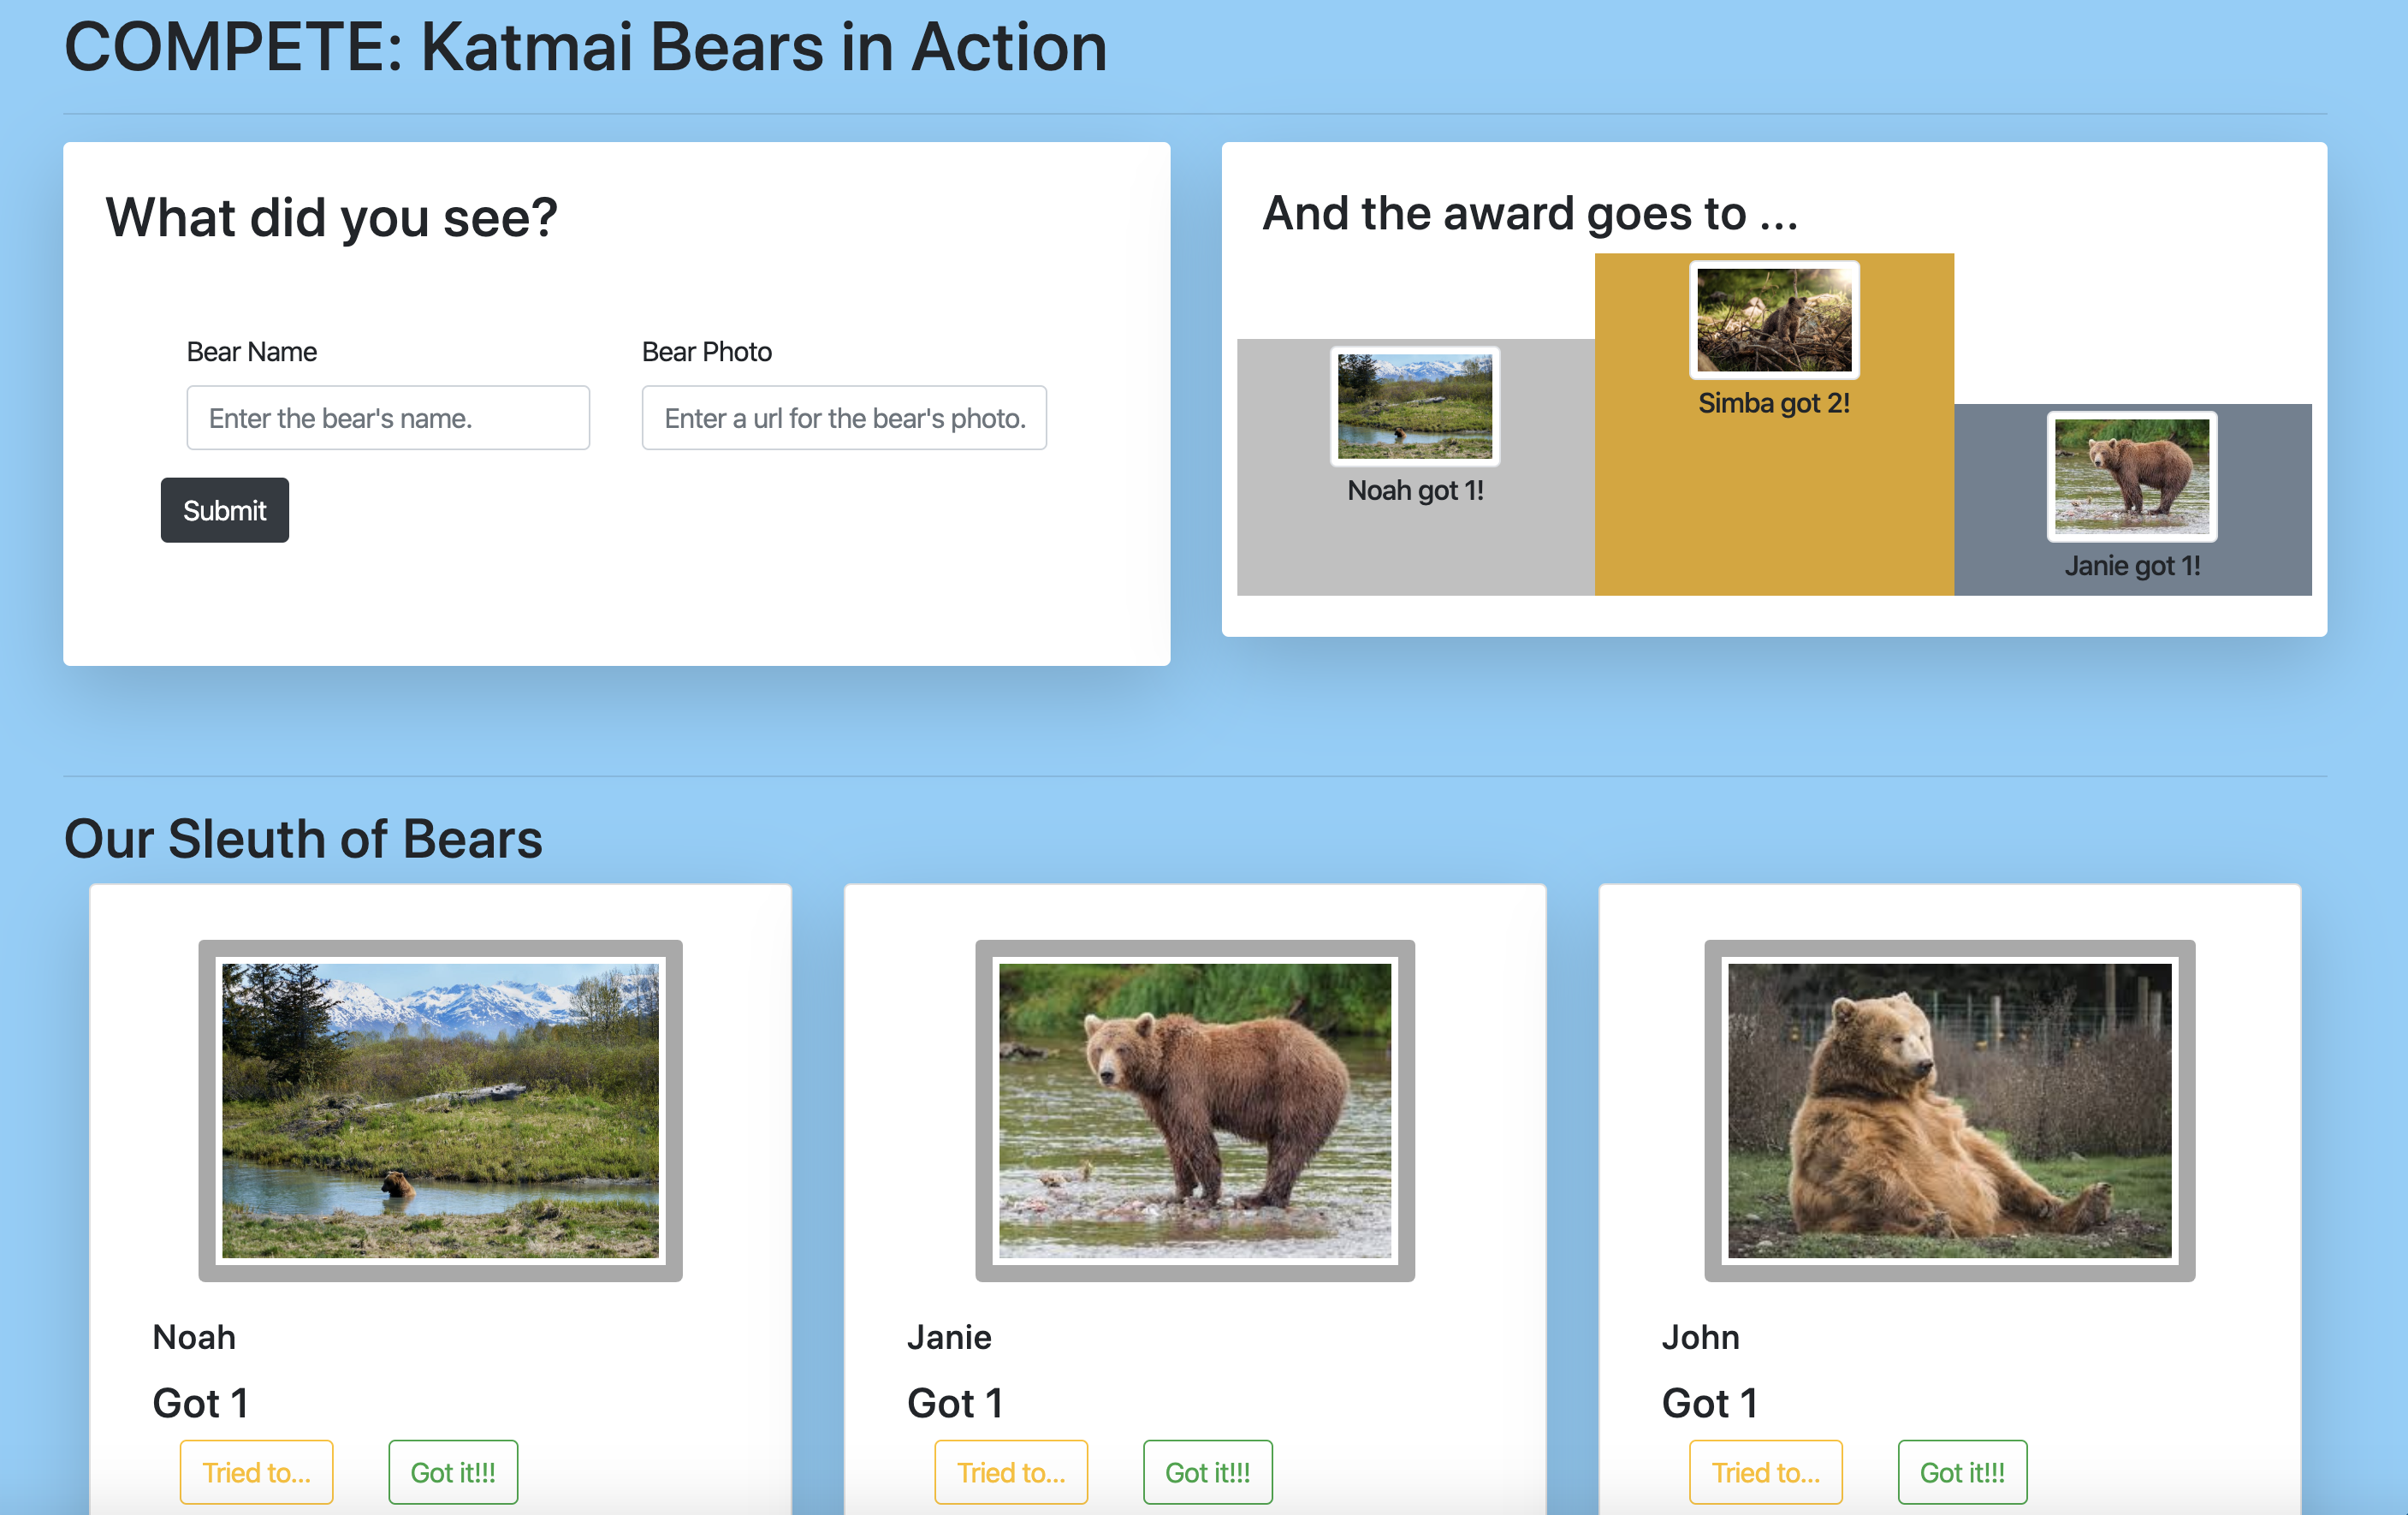 COMPETE: Katmai Bears in Action
What did you see?
Bear Name
Bear Photo
Enter the bear's name.
Enter a url for the bear's photo.
Submit
And the award goes to ...
Noah got 1!
Simba got 2!
Janie got 1!
Our Sleuth of Bears
Noah
Got 1
Tried to...
Got it!!!
Janie
Got 1
Tried to...
Got it!!!
John
Got 1
Tried to...
Got it!!!